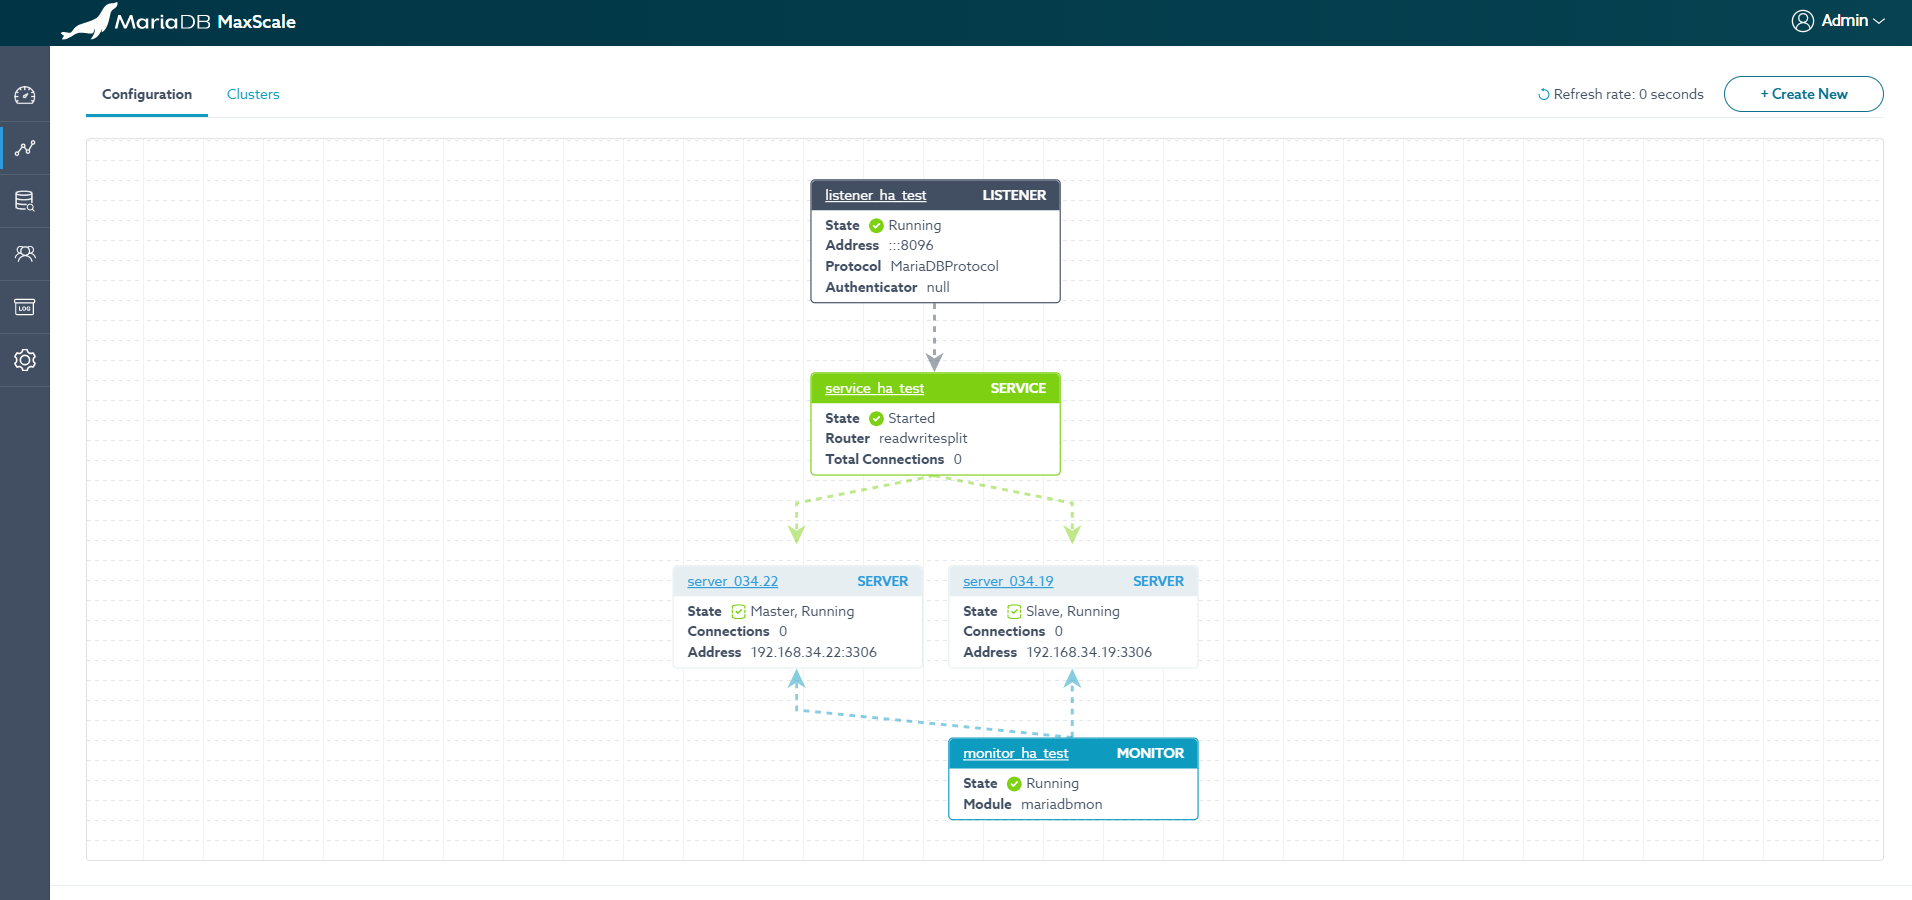 MariaDB MaxScale
Admin
Configuration Clusters
Refresh rate: 0 seconds + Create New
listener_ha_test LISTENER
State Running
Address :::8096
Protocol MariaDBProtocol
Authenticator null
service_ha_test SERVICE
State Started
Router readwritesplit
Total Connections 0
server_034.22 SERVER
State Master, Running
Connections 0
Address 192.168.34.22:3306
server_034.19 SERVER
State Slave, Running
Connections 0
Address 192.168.34.19:3306
monitor_ha_test MONITOR
State Running
Module mariadbmon
LOG